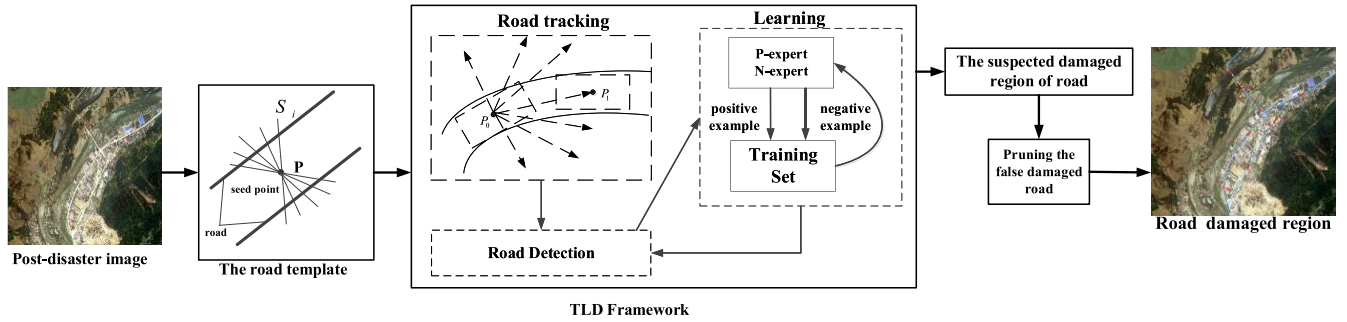 Post-disaster image
S i
P
seed point
road
The road template
Road tracking
P0
P1
Road Detection
Learning
P-expert
N-expert
positive
example
negative
example
Training
Set
TLD Framework
The suspected damaged
region of road
Pruning the
false damaged
road
Road damaged region